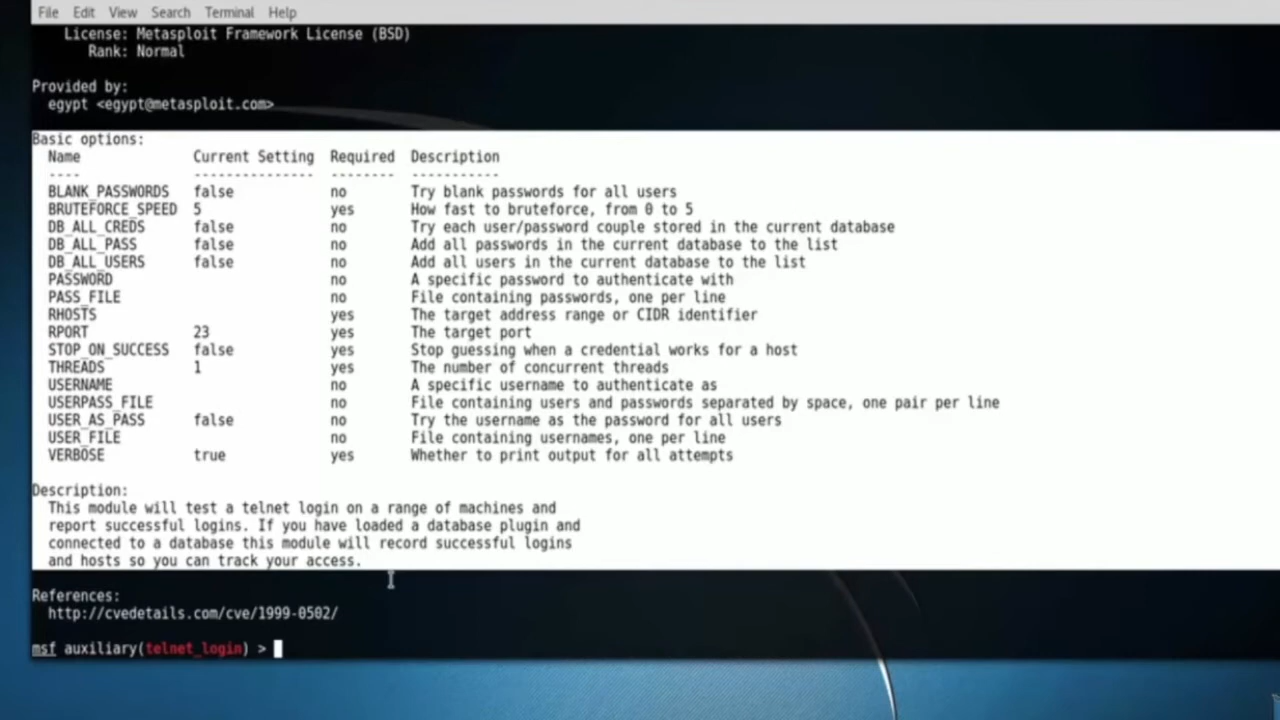 File Edit View Search Terminal Help
License: Metasploit Framework License (BSD)
Rank: Normal
Provided by:
egypt <egypt@metasploit.com>
Basic options:
Name Current Setting Required Description
---- --------------- -------- -----------
BLANK_PASSWORDS false no Try blank passwords for all users
BRUTEFORCE_SPEED 5 yes How fast to bruteforce, from 0 to 5
DB_ALL_CREDS false no Try each user/password couple stored in the current database
DB_ALL_PASS false no Add all passwords in the current database to the list
DB_ALL_USERS false no Add all users in the current database to the list
PASSWORD no A specific password to authenticate with
PASS_FILE no File containing passwords, one per line
RHOSTS yes The target address range or CIDR identifier
RPORT 23 yes The target port
STOP_ON_SUCCESS false yes Stop guessing when a credential works for a host
THREADS 1 yes The number of concurrent threads
USERNAME no A specific username to authenticate as
USERPASS_FILE no File containing users and passwords separated by space, one pair per line
USER_AS_PASS false no Try the username as the password for all users
USER_FILE no File containing usernames, one per line
VERBOSE true yes Whether to print output for all attempts
Description:
This module will test a telnet login on a range of machines and
report successful logins. If you have loaded a database plugin and
connected to a database this module will record successful logins
and hosts so you can track your access.
References:
http://cvedetails.com/cve/1999-0502/
msf auxiliary(telnet_login) >